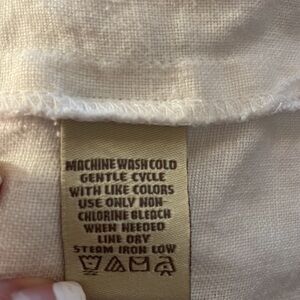 MACHINE WASH COLD
GENTLE CYCLE
WITH LIKE COLORS
USE ONLY NON-
CHLORINE BLEACH
WHEN NEEDED
LINE DRY
STEAM IRON LOW